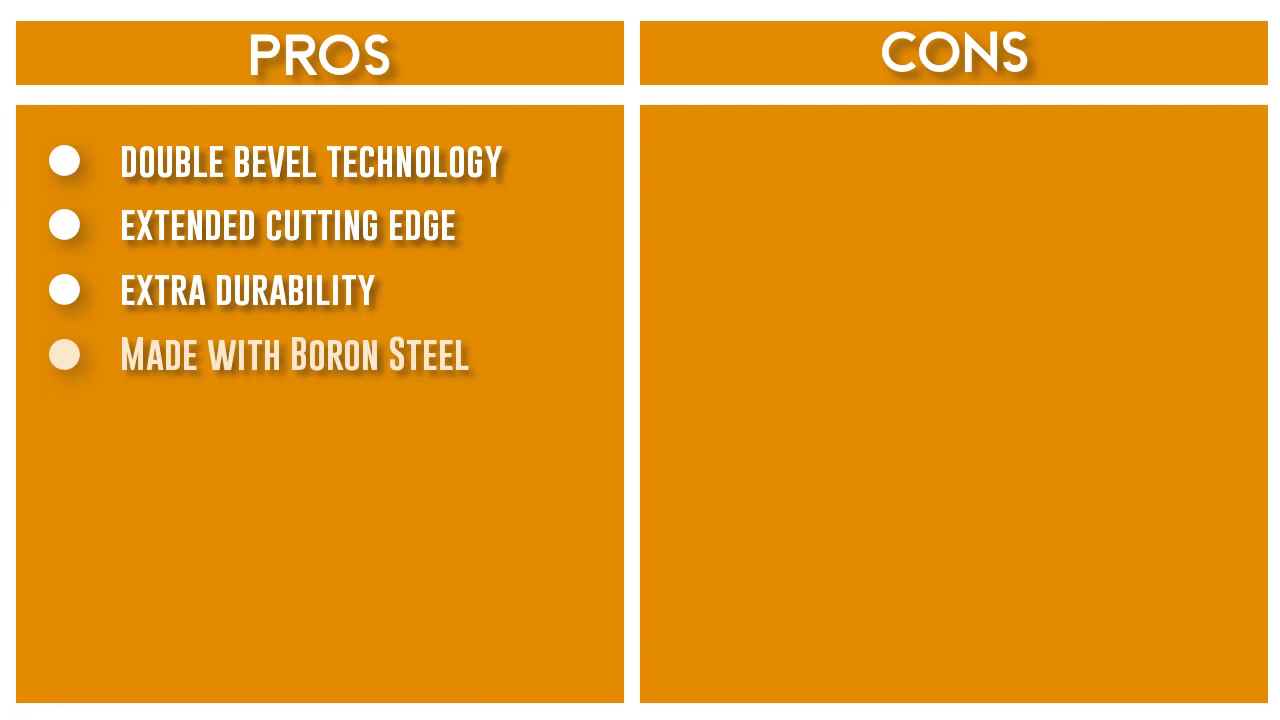 PROS
CONS
DOUBLE BEVEL TECHNOLOGY
EXTENDED CUTTING EDGE
EXTRA DURABILITY
MADE WITH BORON STEEL